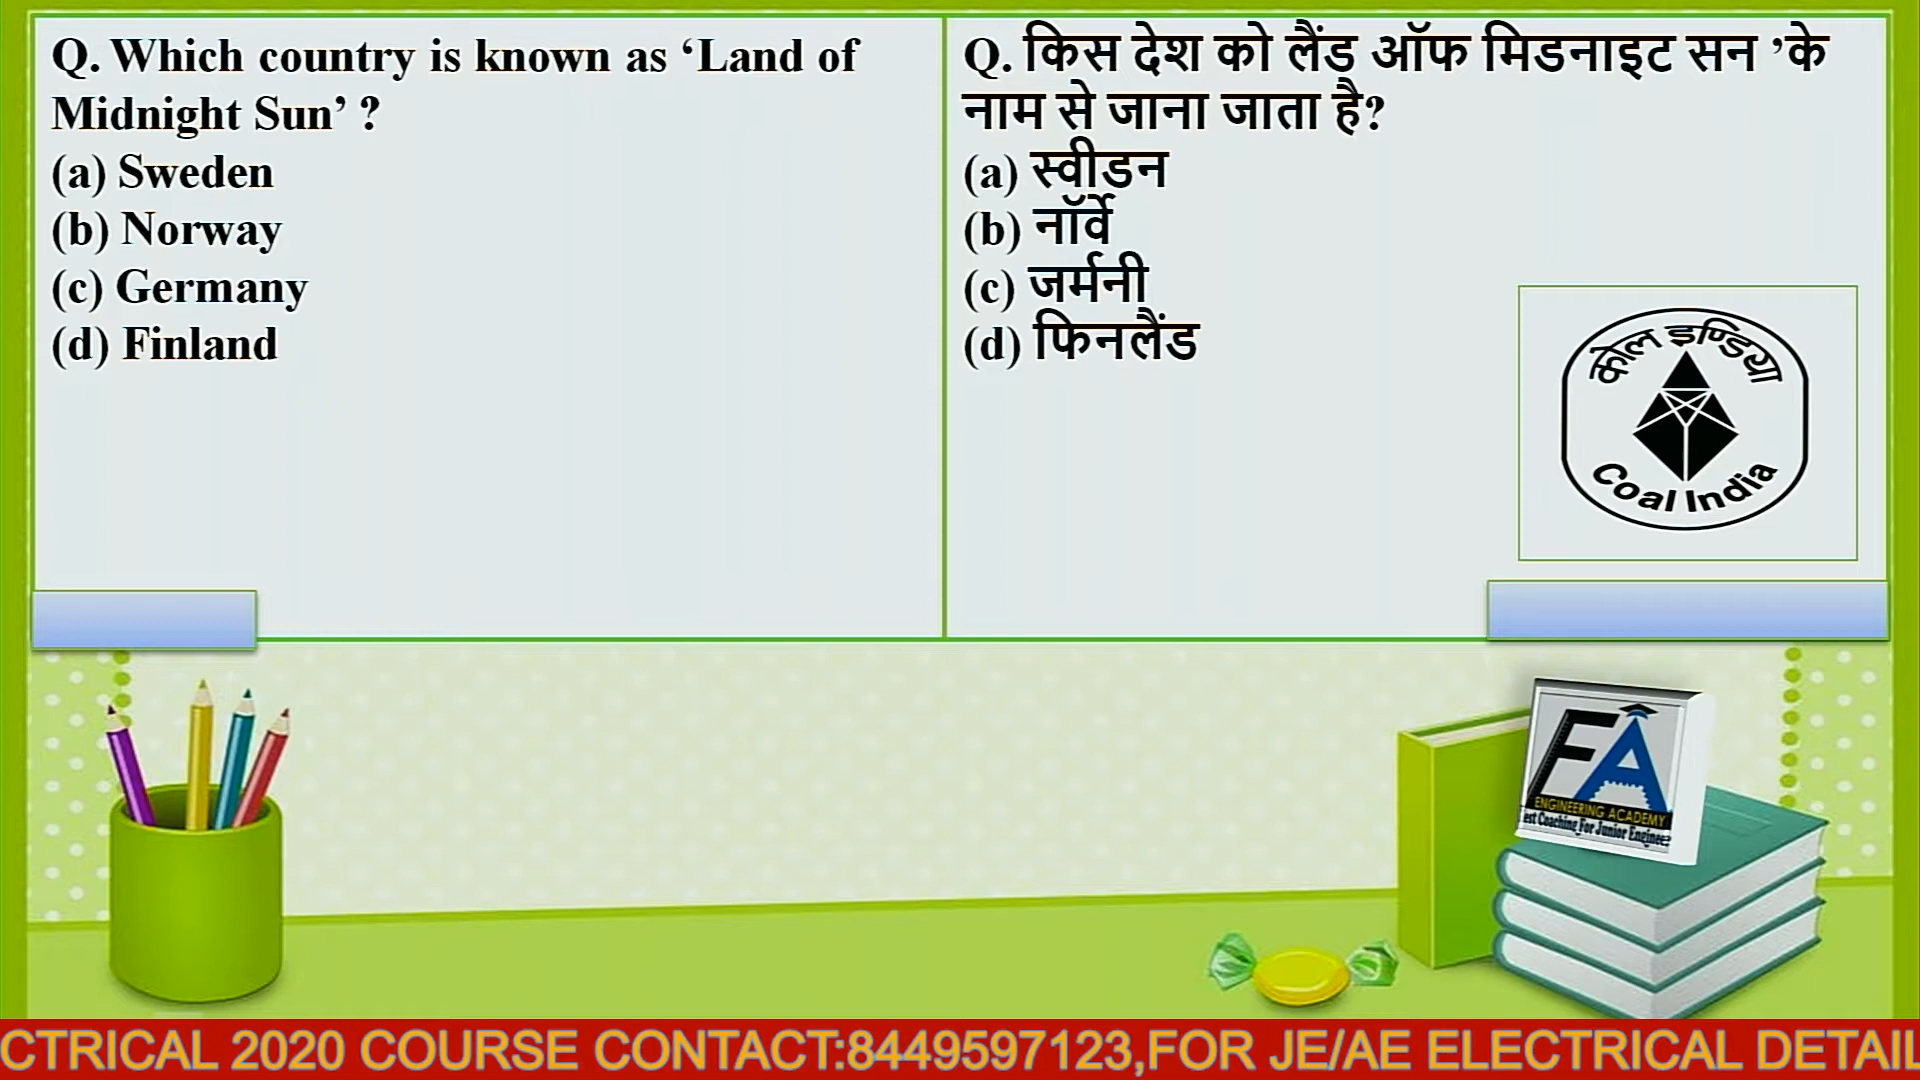 Q. Which country is known as ‘Land of
Midnight Sun’ ?
(a) Sweden
(b) Norway
(c) Germany
(d) Finland
Q. किस देश को लैंड ऑफ मिडनाइट सन ’के
नाम से जाना जाता है?
(a) स्वीडन
(b) नॉर्वे
(c) जर्मनी
(d) फिनलैंड
कोल इण्डिया
Coal India
FA
ENGINEERING ACADEMY
est Coaching For Junior Enginee
CTRICAL 2020 COURSE CONTACT:8449597123,FOR JE/AE ELECTRICAL DETAIL